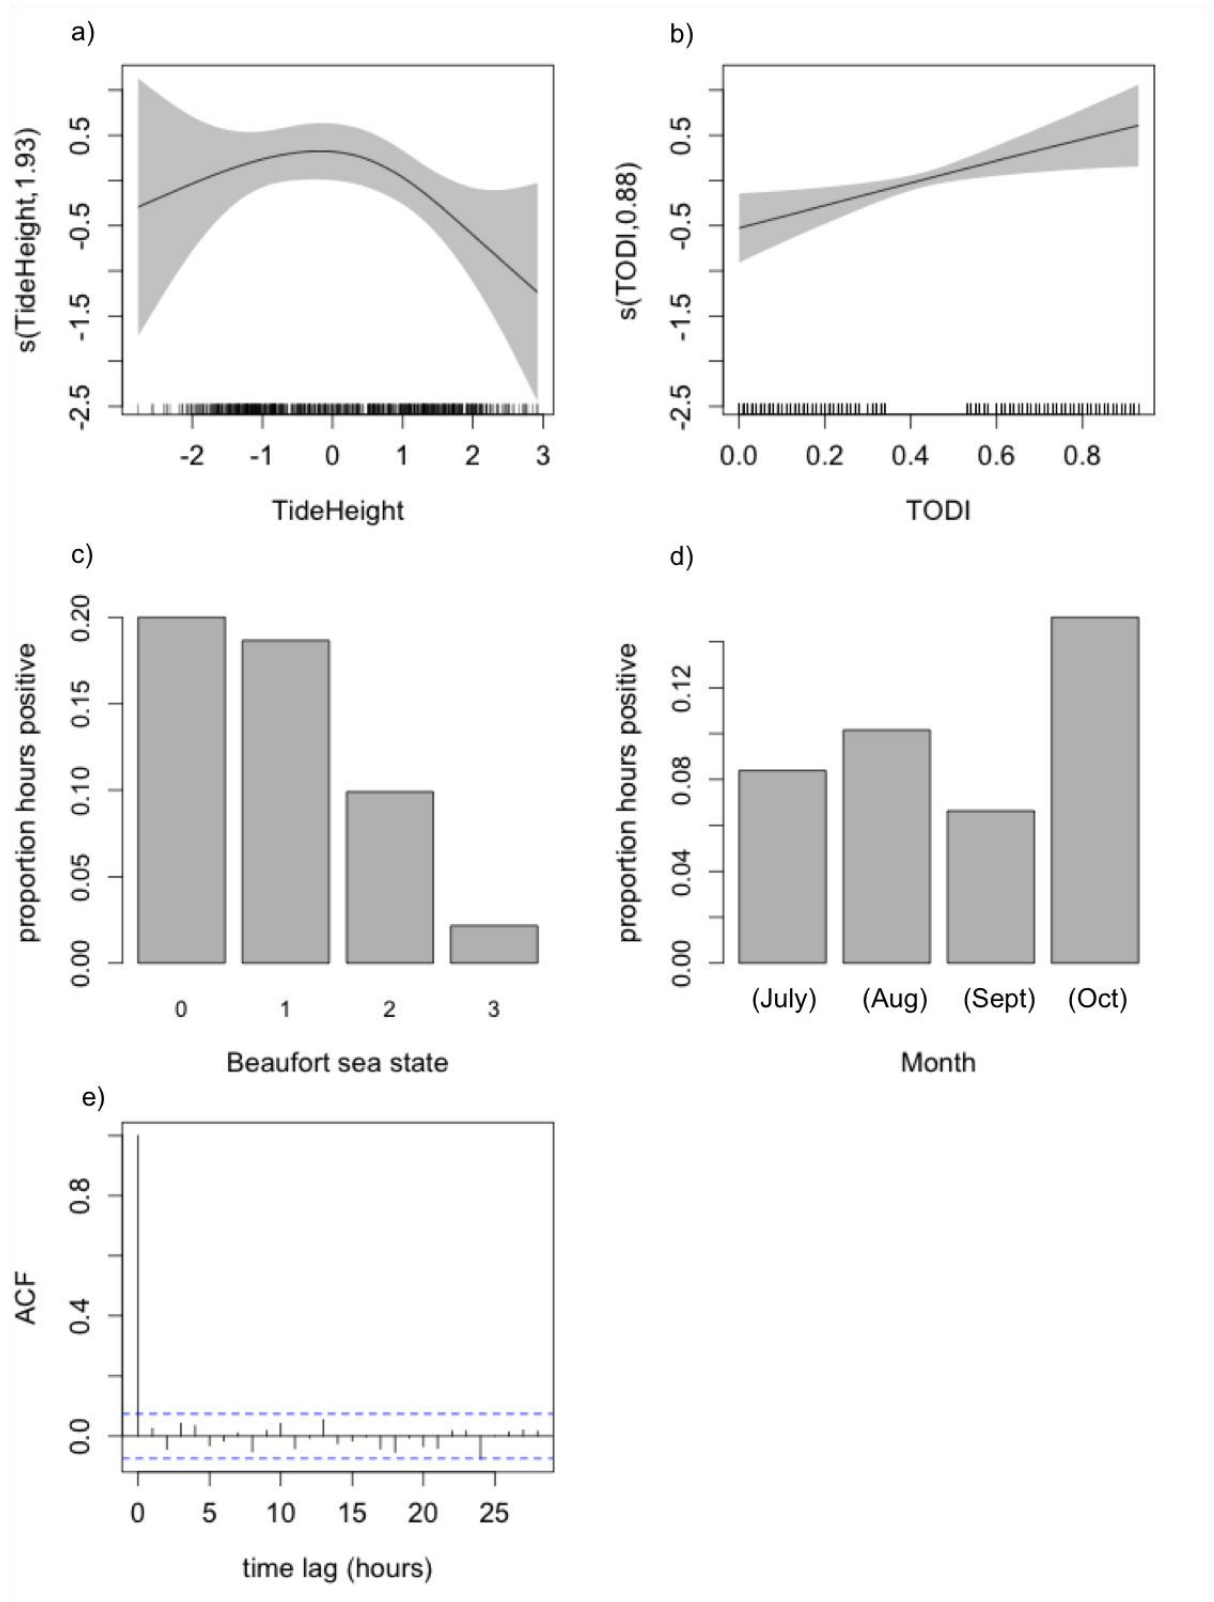 a)
s(TideHeight,1.93)
0.5
-0.5
-1.5
-2.5
-2 -1 0 1 2 3
TideHeight
b)
s(TODI,0.88)
0.5
-0.5
-1.5
-2.5
0.0 0.2 0.4 0.6 0.8
TODI
c)
proportion hours positive
0.20
0.15
0.10
0.05
0.00
0 1 2 3
Beaufort sea state
d)
proportion hours positive
0.12
0.08
0.04
0.00
(July) (Aug) (Sept) (Oct)
Month
e)
ACF
0.8
0.4
0.0
0 5 10 15 20 25
time lag (hours)